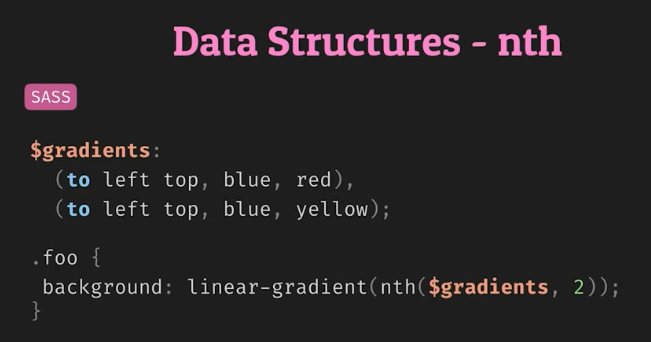 Data Structures - nth
SASS
$gradients:
  (to left top, blue, red),
  (to left top, blue, yellow);
.foo {
 background: linear-gradient(nth($gradients, 2));
}